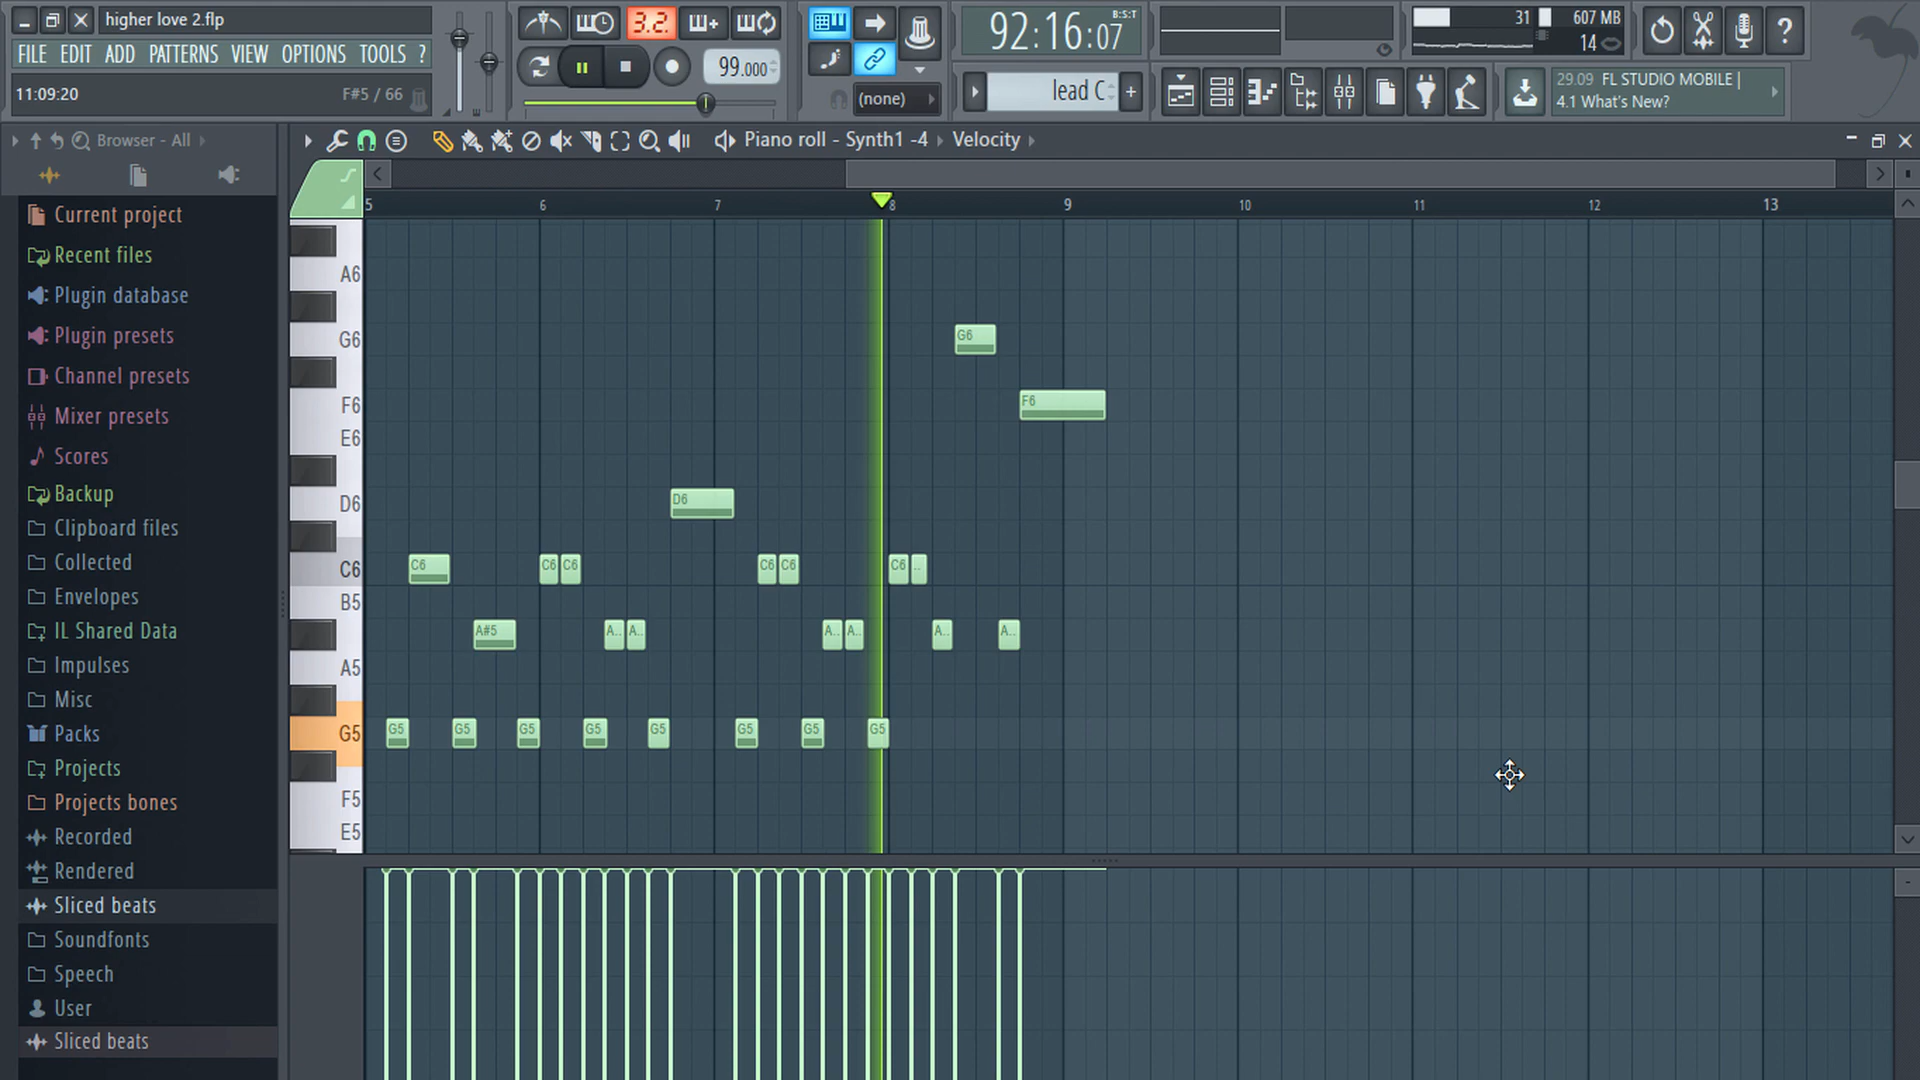 higher love 2.flp
FILE EDIT ADD PATTERNS VIEW OPTIONS TOOLS ?
11:09:20 F#5 / 66
3.2.
99.000
(none)
92:16:07 B:S:T
lead C +
31 607 MB
14
?
29.09 FL STUDIO MOBILE |
4.1 What's New?
Browser - All
Piano roll - Synth1 -4 Velocity
Current project
Recent files
Plugin database
Plugin presets
Channel presets
Mixer presets
Scores
Backup
Clipboard files
Collected
Envelopes
IL Shared Data
Impulses
Misc
Packs
Projects
Projects bones
Recorded
Rendered
Sliced beats
Soundfonts
Speech
User
Sliced beats
5 6 7 8 9 10 11 12 13
A6
G6 G6
F6 F6
E6
D6 D6
C6 C6 C6 C6 C6 C6 C6 ..
B5
A#5 A.. A.. A.. A.. A.. A..
A5
G5 G5 G5 G5 G5 G5 G5 G5 G5
F5
E5